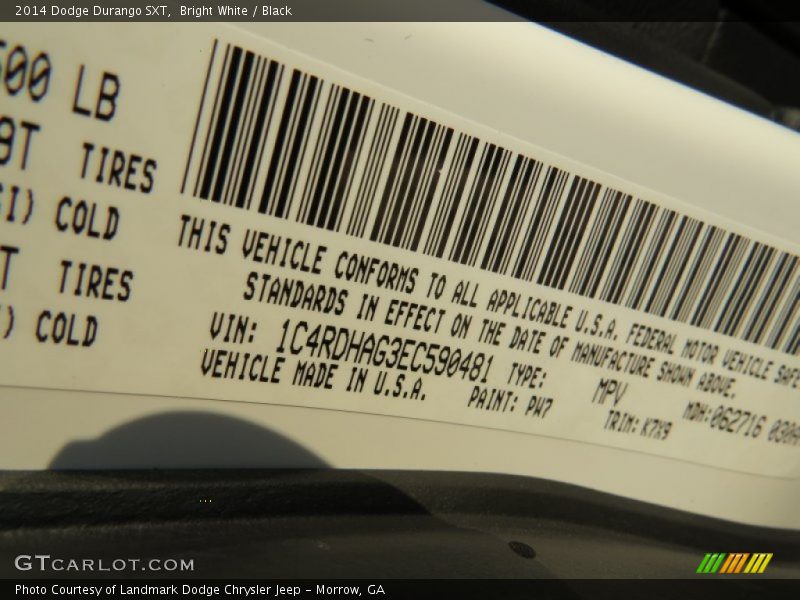 2014 Dodge Durango SXT,  Bright White / Black
500 LB
9T TIRES
SI) COLD
T TIRES
) COLD
THIS VEHICLE CONFORMS TO ALL APPLICABLE U.S.A. FEDERAL MOTOR VEHICLE SAFE
STANDARDS IN EFFECT ON THE DATE OF MANUFACTURE SHOWN ABOVE.
VIN: 1C4RDHAG3EC590481 TYPE: MPV MDH:062716 030A
VEHICLE MADE IN U.S.A. PAINT: PW7 TRIM: K7X9
GTCARLOT.COM
Photo Courtesy of Landmark Dodge Chrysler Jeep – Morrow, GA